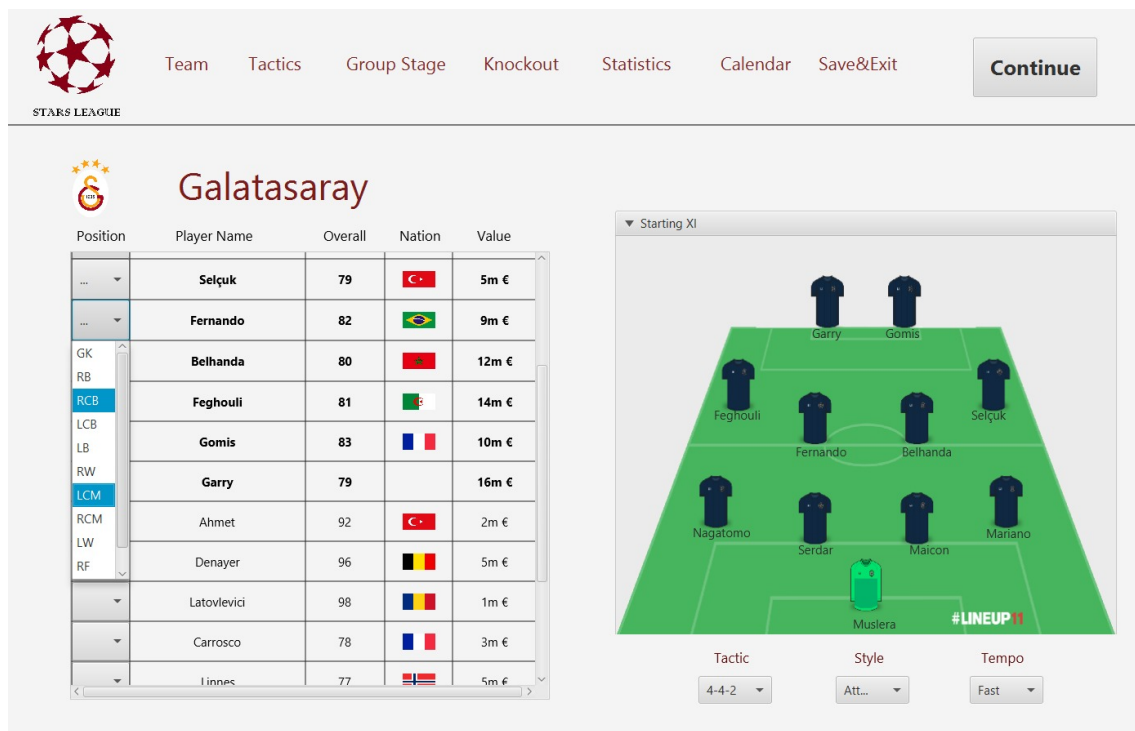 Team Tactics Group Stage Knockout Statistics Calendar Save&Exit Continue
STARS LEAGUE
Galatasaray
Position Player Name Overall Nation Value
... Selçuk 79 5m €
... Fernando 82 9m €
GK
RB
RCB
LCB
LB
RW
LCM
RCM
LW
RF
Belhanda 80 12m €
Feghouli 81 14m €
Gomis 83 10m €
Garry 79 16m €
Ahmet 92 2m €
Denayer 96 5m €
Latovlevici 98 1m €
Carrosco 78 3m €
Linnes 77 5m €
Starting XI
Garry Gomis
Feghouli Selçuk
Fernando Belhanda
Nagatomo Mariano
Serdar Maicon
Muslera
#LINEUP11
Tactic Style Tempo
4-4-2 Att... Fast